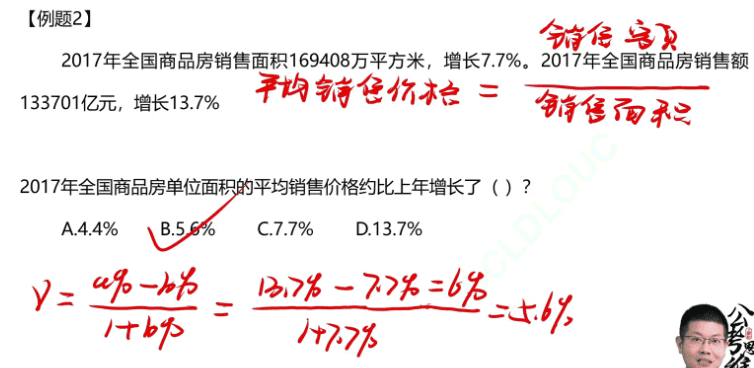 【例题2】
销售额
2017年全国商品房销售面积169408万平方米，增长7.7%。2017年全国商品房销售额
平均销售价格 =
销售面积
133701亿元，增长13.7%
2017年全国商品房单位面积的平均销售价格约比上年增长了（ ）？
A.4.4% B.5.6% C.7.7% D.13.7%
r = a%-b% / 1+b% = 13.7%-7.7%=6% / 1+7.7% =5.6%
CLDLOUC
公考思维